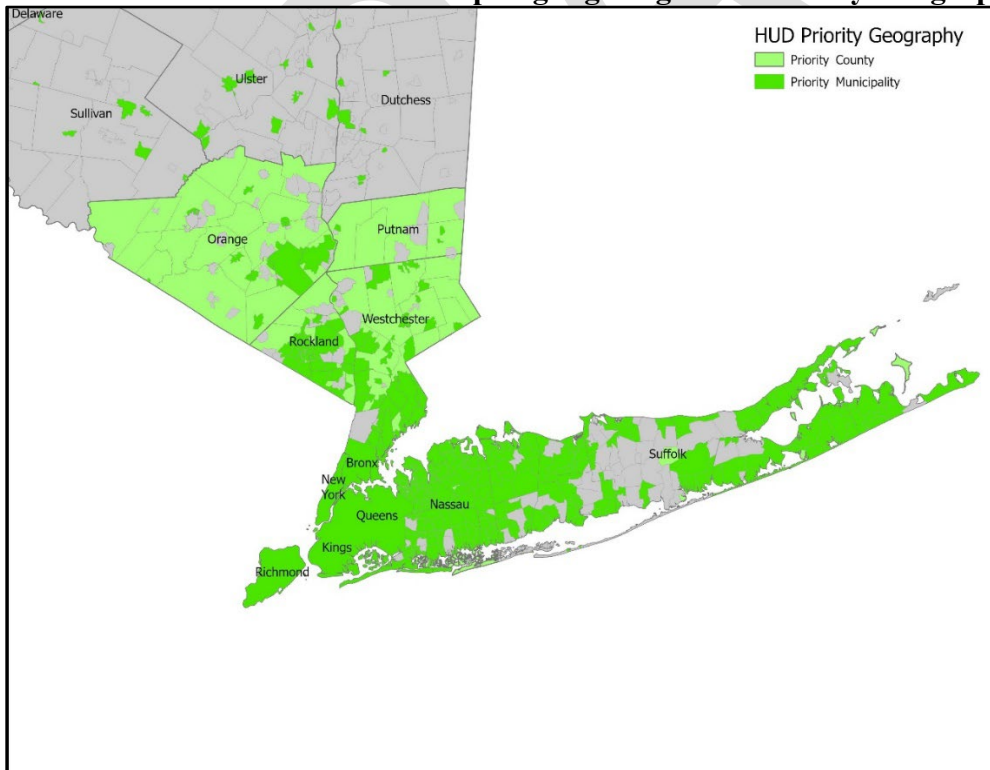 Delaware
HUD Priority Geography
Priority County
Priority Municipality
Ulster
Dutchess
Sullivan
Putnam
Orange
Westchester
Rockland
Suffolk
Bronx
New
York
Nassau
Queens
Kings
Richmond